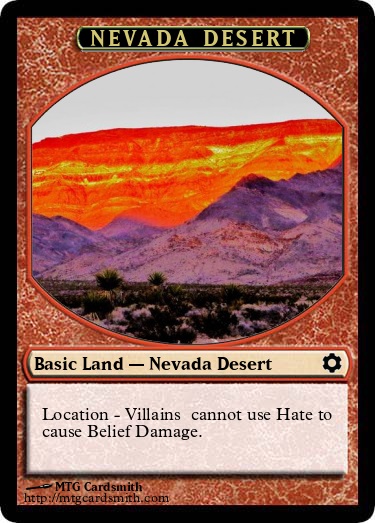 NEVADA DESERT
Basic Land — Nevada Desert
Location - Villains cannot use Hate to
cause Belief Damage.
MTG Cardsmith
http://mtgcardsmith.com